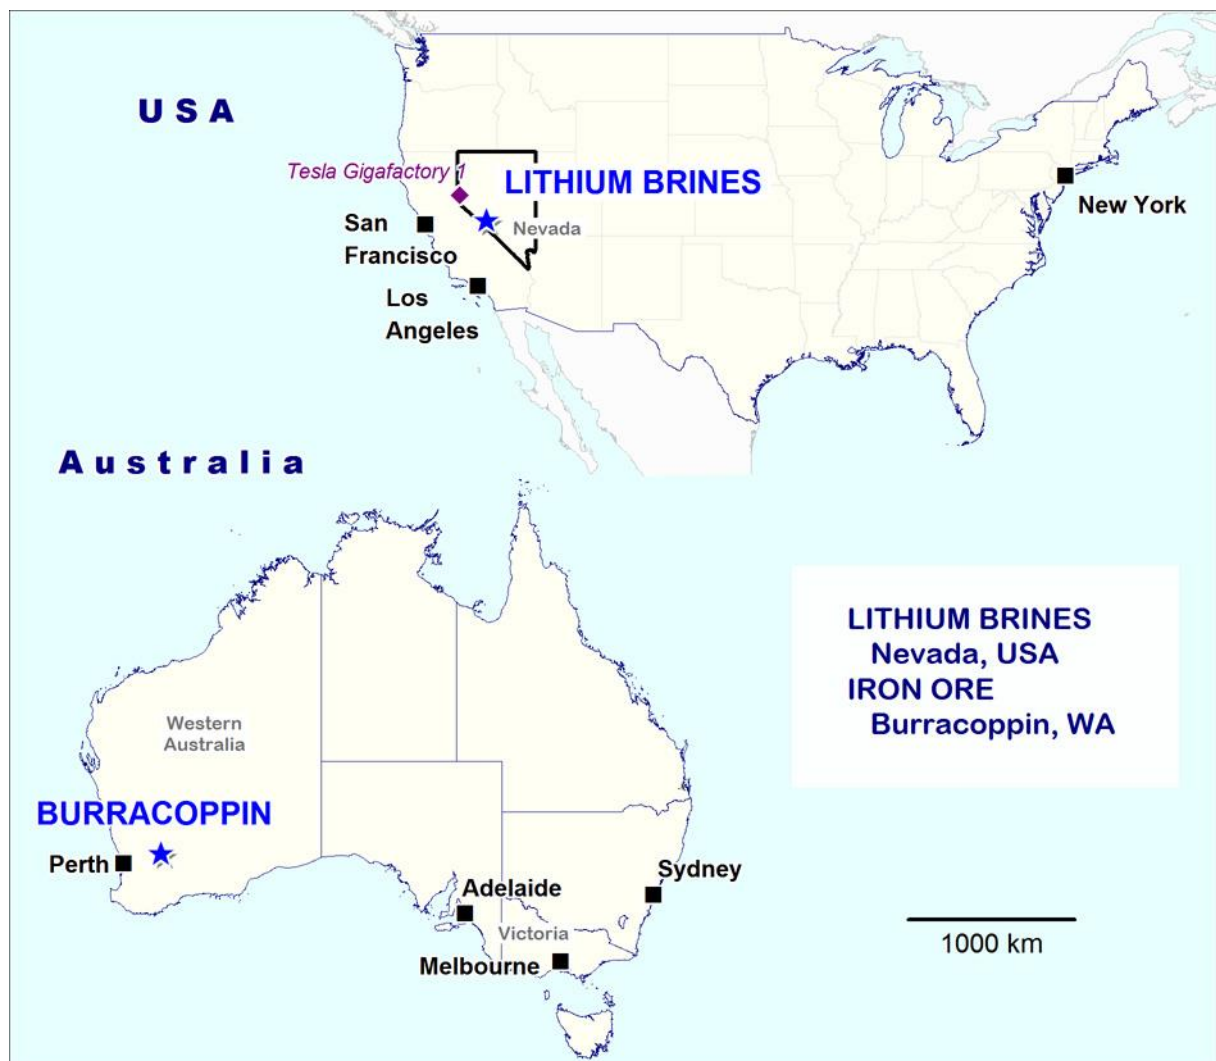 USA
Tesla Gigafactory 1
LITHIUM BRINES
Nevada
San
Francisco
Los
Angeles
New York
Australia
Western
Australia
BURRACOPPIN
Perth
Adelaide
Victoria
Melbourne
Sydney
LITHIUM BRINES
Nevada, USA
IRON ORE
Burracoppin, WA
1000 km